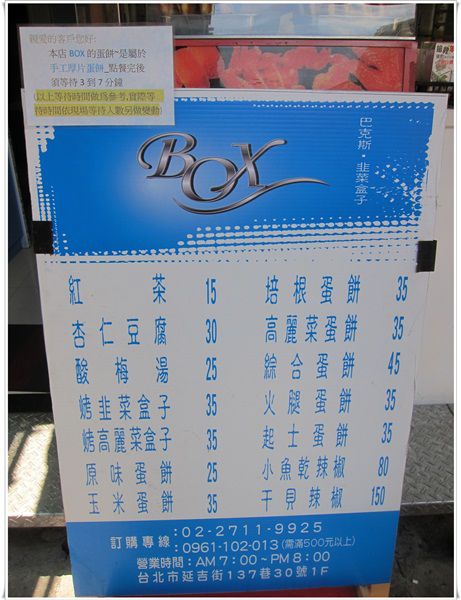 親愛的客戶您好:
本店 BOX 的蛋餅~是屬於
手工厚片蛋餅_點餐完後
須等待 3 到 7 分鐘
(以上等待時間做為參考,實際等
待時間依現場等待人數另做變動)
BOX
巴克斯・韭菜盒子
紅茶 15
杏仁豆腐 30
酸梅湯 25
烤韭菜盒子 35
烤高麗菜盒子 35
原味蛋餅 25
玉米蛋餅 35
培根蛋餅 35
高麗菜蛋餅 35
綜合蛋餅 45
火腿蛋餅 35
起士蛋餅 35
小魚乾辣椒 80
干貝辣椒 150
訂購專線:02-2711-9925
:0961-102-013(需滿500元以上)
營業時間:AM 7:00~PM 8:00
台北市延吉街137巷30號1F